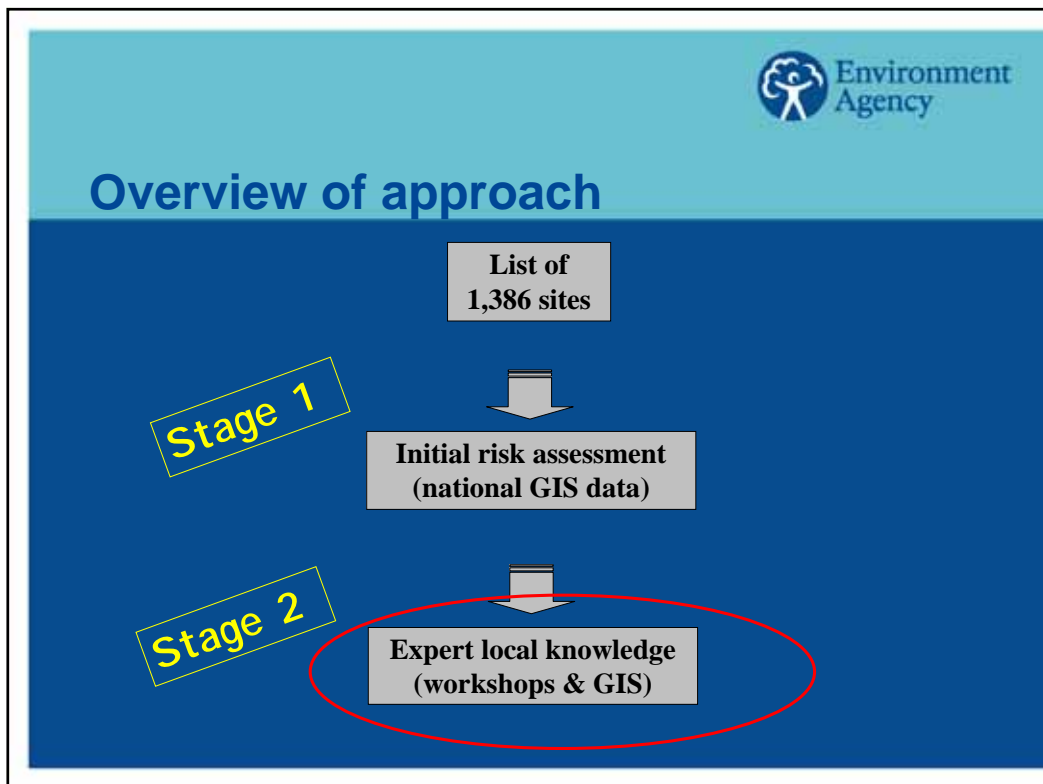 Environment
Agency
Overview of approach
List of
1,386 sites
Stage 1
Initial risk assessment
(national GIS data)
Stage 2
Expert local knowledge
(workshops & GIS)